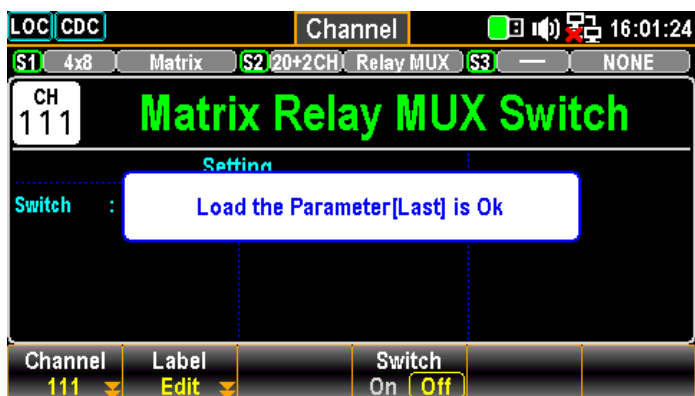 LOC CDC Channel 16:01:24
S1 4x8 Matrix S2 20+2CH Relay MUX S3 — NONE
CH
111 Matrix Relay MUX Switch
Setting
Switch :
Load the Parameter[Last] is Ok
Channel Label Switch
111 Edit On Off